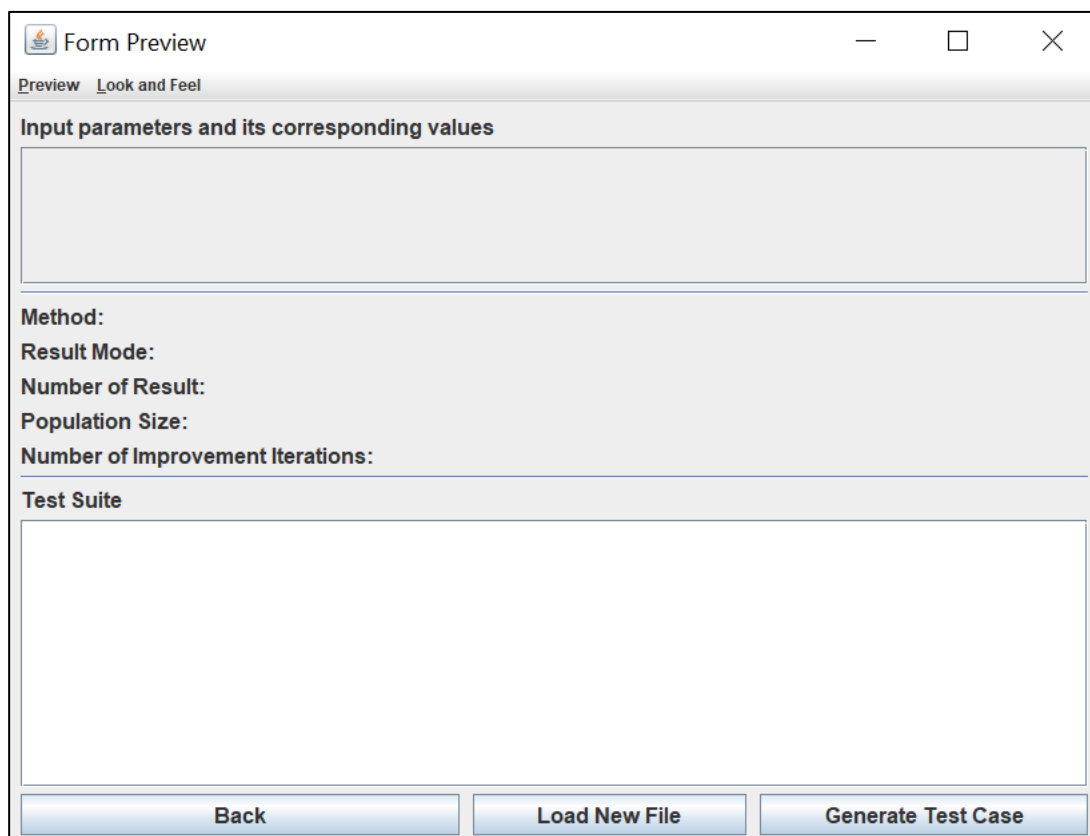 Form Preview
Preview Look and Feel
Input parameters and its corresponding values
Method:
Result Mode:
Number of Result:
Population Size:
Number of Improvement Iterations:
Test Suite
Back Load New File Generate Test Case